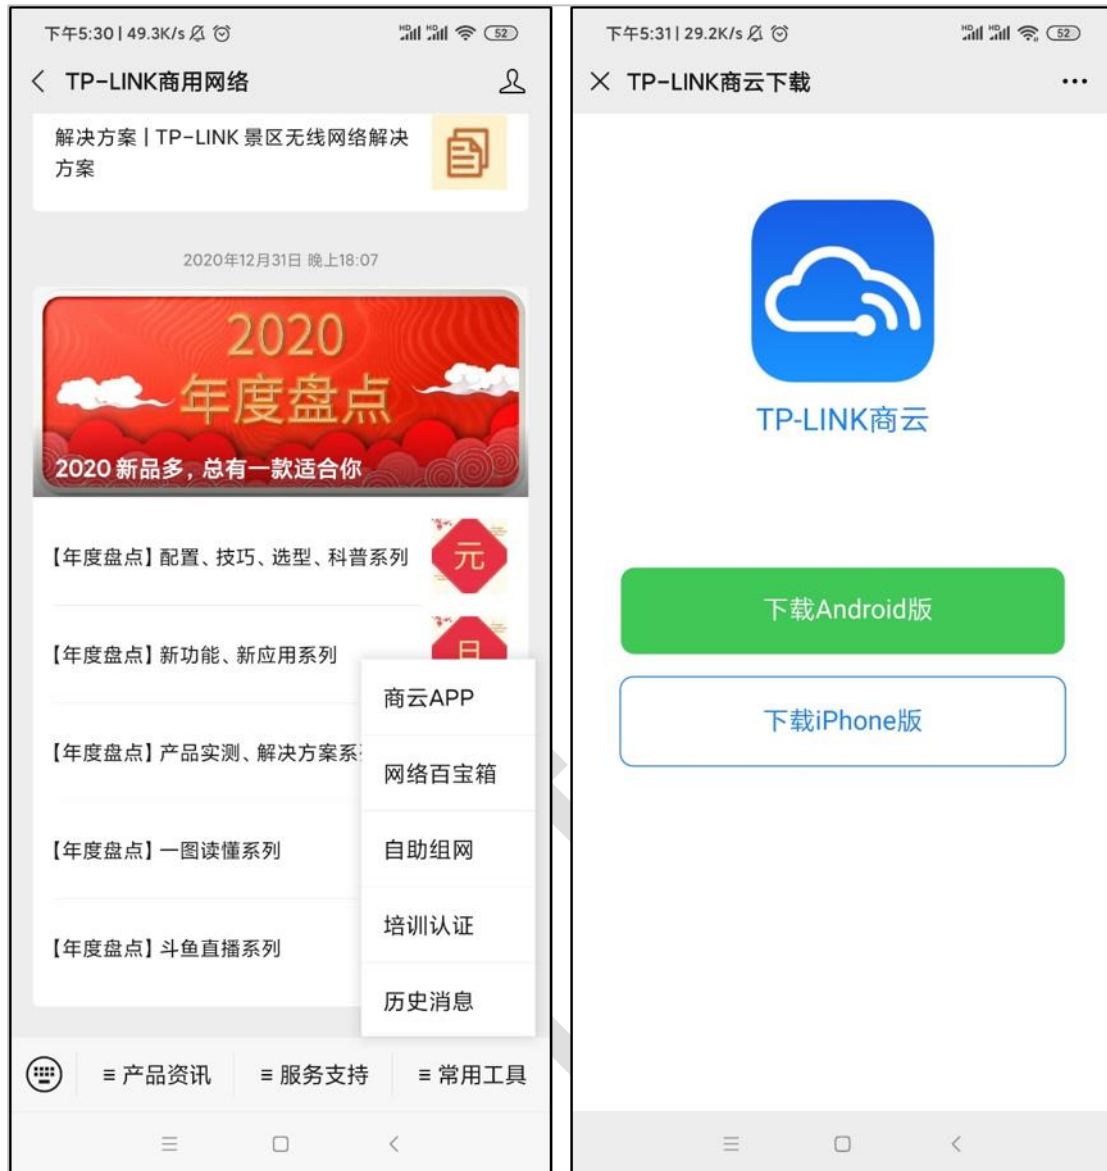 下午5:30 | 49.3K/s
HD HD 52
TP-LINK商用网络
解决方案 | TP-LINK 景区无线网络解决
方案
2020年12月31日 晚上18:07
2020
年度盘点
2020 新品多，总有一款适合你
【年度盘点】配置、技巧、选型、科普系列
元
【年度盘点】新功能、新应用系列
【年度盘点】产品实测、解决方案系
【年度盘点】一图读懂系列
【年度盘点】斗鱼直播系列
商云APP
网络百宝箱
自助组网
培训认证
历史消息
产品资讯
服务支持
常用工具
下午5:31 | 29.2K/s
HD HD 52
TP-LINK商云下载
TP-LINK商云
下载Android版
下载iPhone版